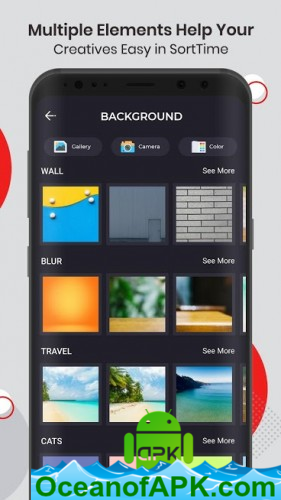 Multiple Elements Help Your
Creatives Easy in SortTime
BACKGROUND
Gallery
Camera
Color
WALL
See More
BLUR
See More
TRAVEL
See More
CATS
See More
APK
OceanofAPK.com